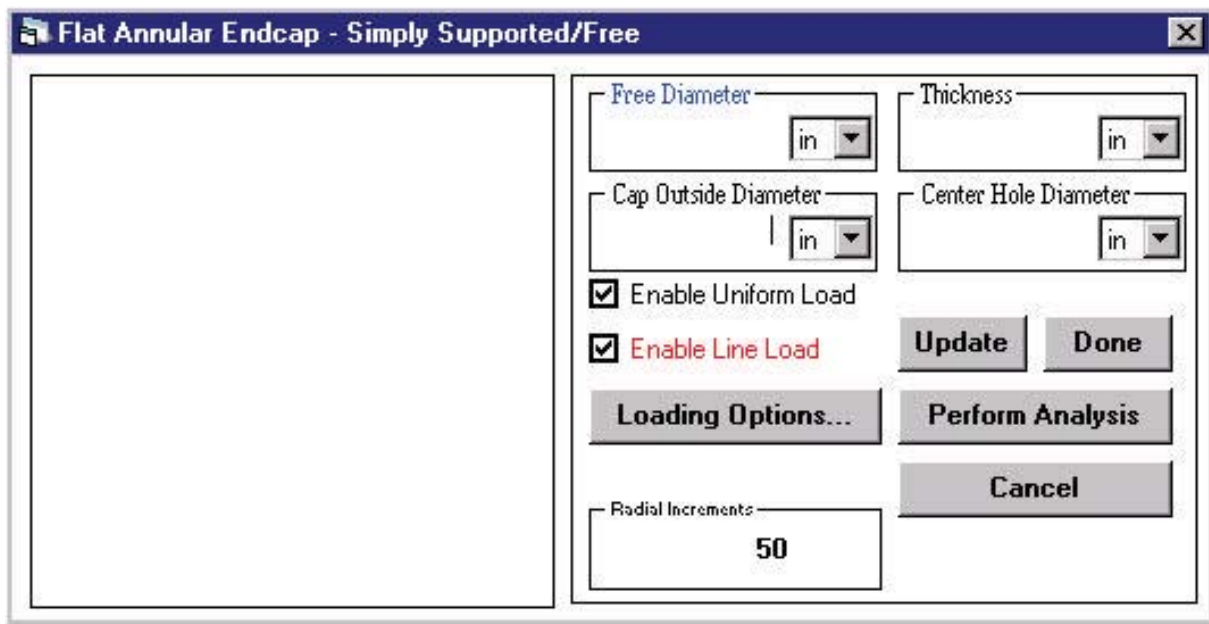 Flat Annular Endcap - Simply Supported/Free
Free Diameter
in
Thickness
in
Cap Outside Diameter
in
Center Hole Diameter
in
Enable Uniform Load
Enable Line Load
Update
Done
Loading Options...
Perform Analysis
Cancel
Radial Increments
50